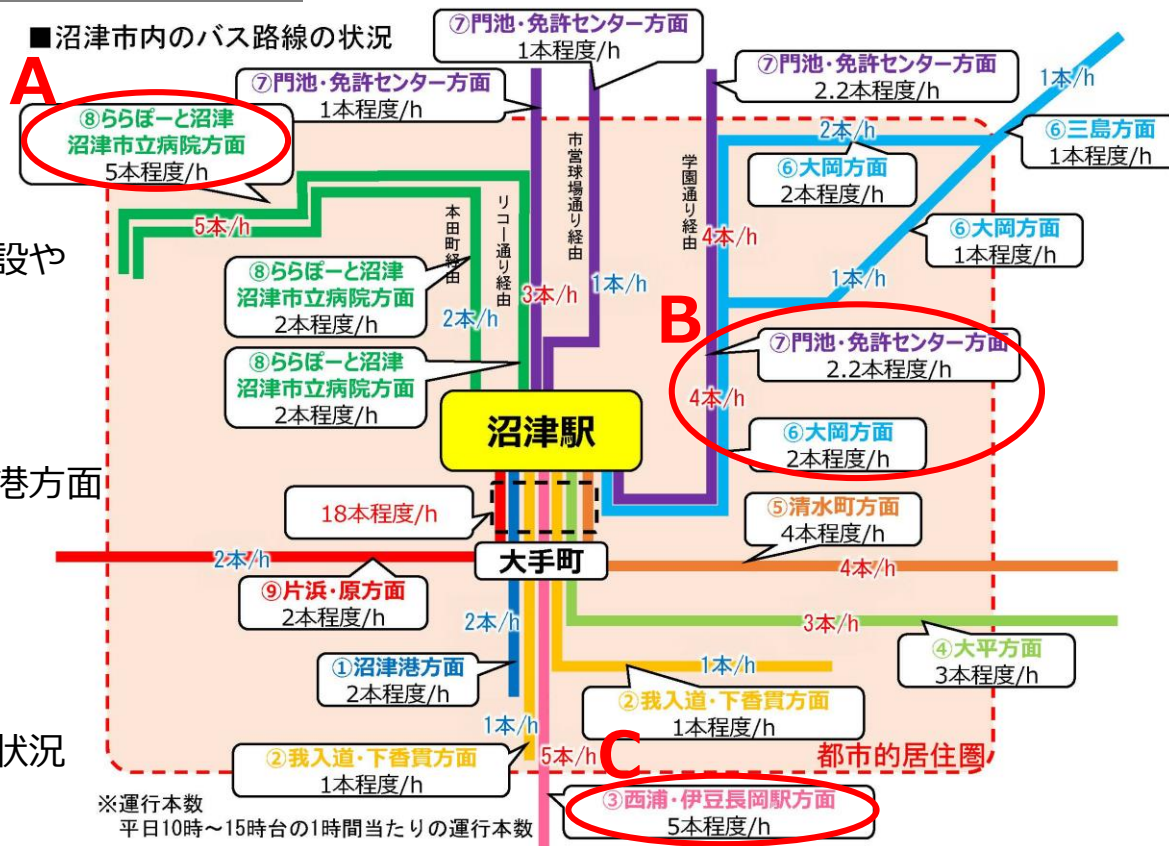 ■沼津市内のバス路線の状況
⑦門池・免許センター方面
1本程度/h
A
⑦門池・免許センター方面
1本程度/h
⑦門池・免許センター方面
2.2本程度/h
1本/h
⑧ららぽーと沼津
沼津市立病院方面
5本程度/h
2本/h
⑥三島方面
1本程度/h
⑥大岡方面
2本程度/h
市営球場通り経由
学園通り経由
リコー通り経由
本田町経由
5本/h
4本/h
⑥大岡方面
1本程度/h
設や
⑧ららぽーと沼津
沼津市立病院方面
2本程度/h
3本/h
1本/h
1本/h
2本/h
B
⑦門池・免許センター方面
2.2本程度/h
⑧ららぽーと沼津
沼津市立病院方面
2本程度/h
4本/h
沼津駅
⑥大岡方面
2本程度/h
港方面
18本程度/h
⑤清水町方面
4本程度/h
大手町
2本/h
4本/h
⑨片浜・原方面
2本程度/h
2本/h
3本/h
④大平方面
3本程度/h
①沼津港方面
2本程度/h
1本/h
②我入道・下香貫方面
1本程度/h
1本/h
状況
②我入道・下香貫方面
1本程度/h
5本/h
C
都市的居住圏
③西浦・伊豆長岡駅方面
5本程度/h
※運行本数
平日10時～15時台の1時間当たりの運行本数